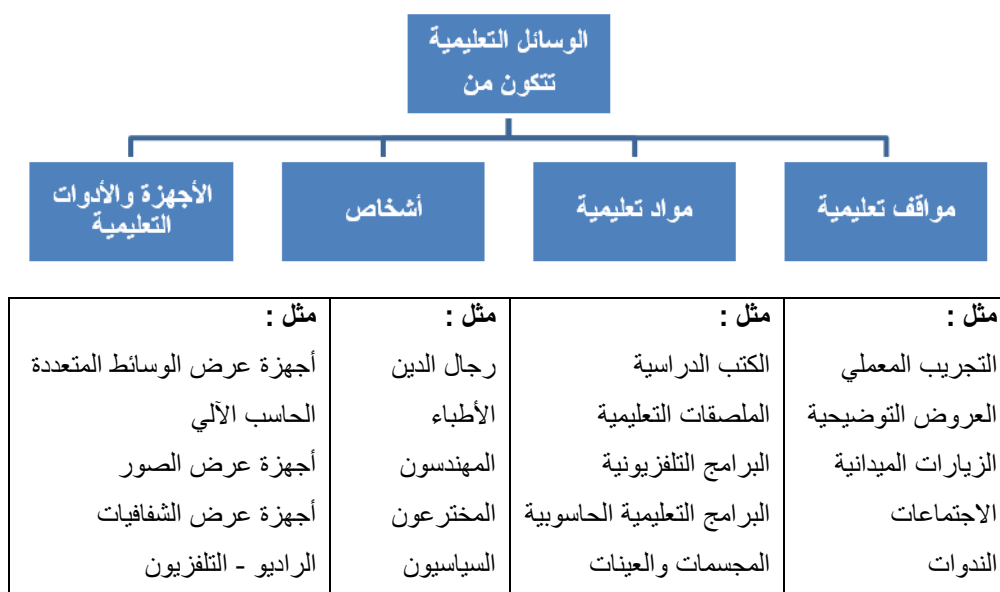 الوسائل التعليمية
تتكون من
مواقف تعليمية
مواد تعليمية
أشخاص
الأجهزة والأدوات
التعليمية
مثل :
التجريب المعملي
العروض التوضيحية
الزيارات الميدانية
الاجتماعات
الندوات
مثل :
الكتب الدراسية
الملصقات التعليمية
البرامج التلفزيونية
البرامج التعليمية الحاسوبية
المجسمات والعينات
مثل :
رجال الدين
الأطباء
المهندسون
المخترعون
السياسيون
مثل :
أجهزة عرض الوسائط المتعددة
الحاسب الآلي
أجهزة عرض الصور
أجهزة عرض الشفافيات
الراديو - التلفزيون